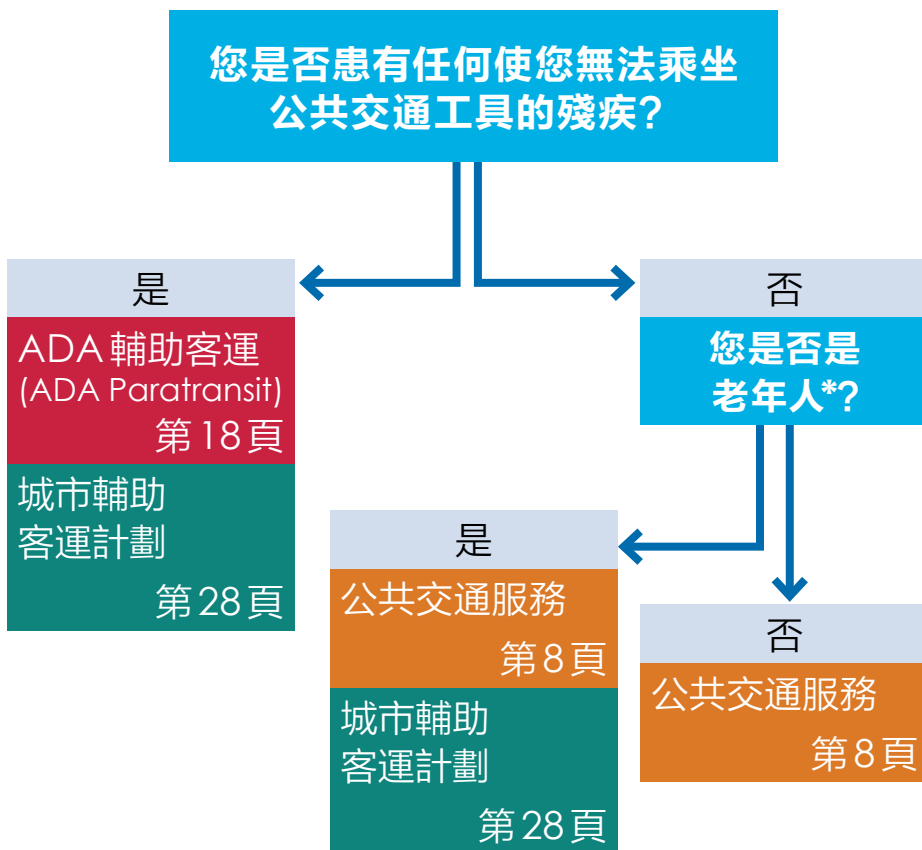 您是否患有任何使您無法乘坐
公共交通工具的殘疾?
是
ADA 輔助客運
(ADA Paratransit)
第 18 頁
城市輔助
客運計劃
第 28 頁
否
您是否是
老年人*?
是
公共交通服務
第 8 頁
城市輔助
客運計劃
第 28 頁
否
公共交通服務
第 8 頁